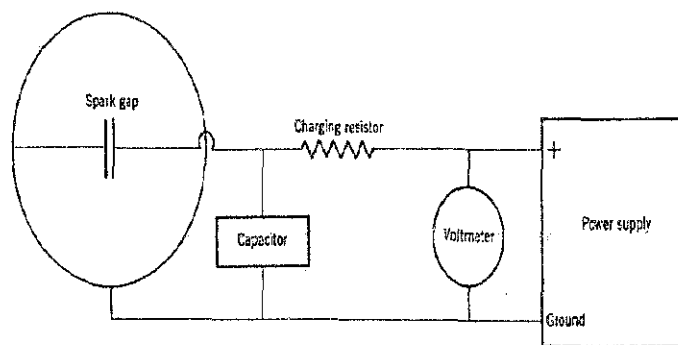 Spark gap
Charging resistor
+
Capacitor
Voltmeter
Power supply
Ground